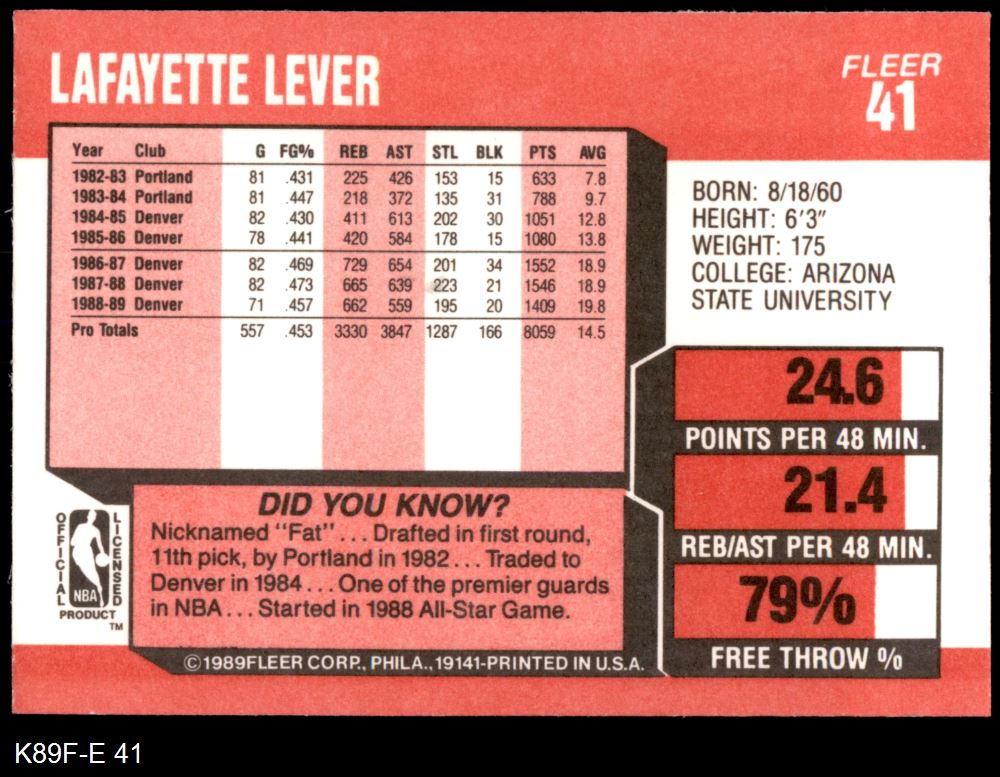 LAFAYETTE LEVER
FLEER
41
Year Club G FG% REB AST STL BLK PTS AVG
1982-83 Portland 81 .431 225 426 153 15 633 7.8
1983-84 Portland 81 .447 218 372 135 31 788 9.7
1984-85 Denver 82 .430 411 613 202 30 1051 12.8
1985-86 Denver 78 .441 420 584 178 15 1080 13.8
1986-87 Denver 82 .469 729 654 201 34 1552 18.9
1987-88 Denver 82 .473 665 639 223 21 1546 18.9
1988-89 Denver 71 .457 662 559 195 20 1409 19.8
Pro Totals 557 .453 3330 3847 1287 166 8059 14.5
BORN: 8/18/60
HEIGHT: 6'3"
WEIGHT: 175
COLLEGE: ARIZONA
STATE UNIVERSITY
24.6
POINTS PER 48 MIN.
21.4
REB/AST PER 48 MIN.
79%
FREE THROW %
DID YOU KNOW?
Nicknamed "Fat" ... Drafted in first round,
11th pick, by Portland in 1982 ... Traded to
Denver in 1984 ... One of the premier guards
in NBA ... Started in 1988 All-Star Game.
OFFICIAL
LICENSED
NBA
PRODUCT
TM
©1989FLEER CORP., PHILA., 19141-PRINTED IN U.S.A.
K89F-E 41